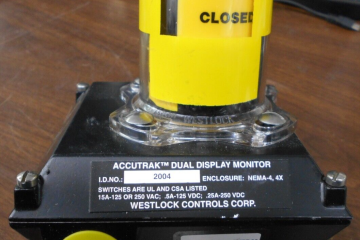 CLOSED
WESTLOCK
ACCUTRAK™ DUAL DISPLAY MONITOR
I.D.NO.: 2004 ENCLOSURE: NEMA-4, 4X
SWITCHES ARE UL AND CSA LISTED
15A-125 OR 250 VAC; .5A-125 VDC; .25A-250 VDC
WESTLOCK CONTROLS CORP.